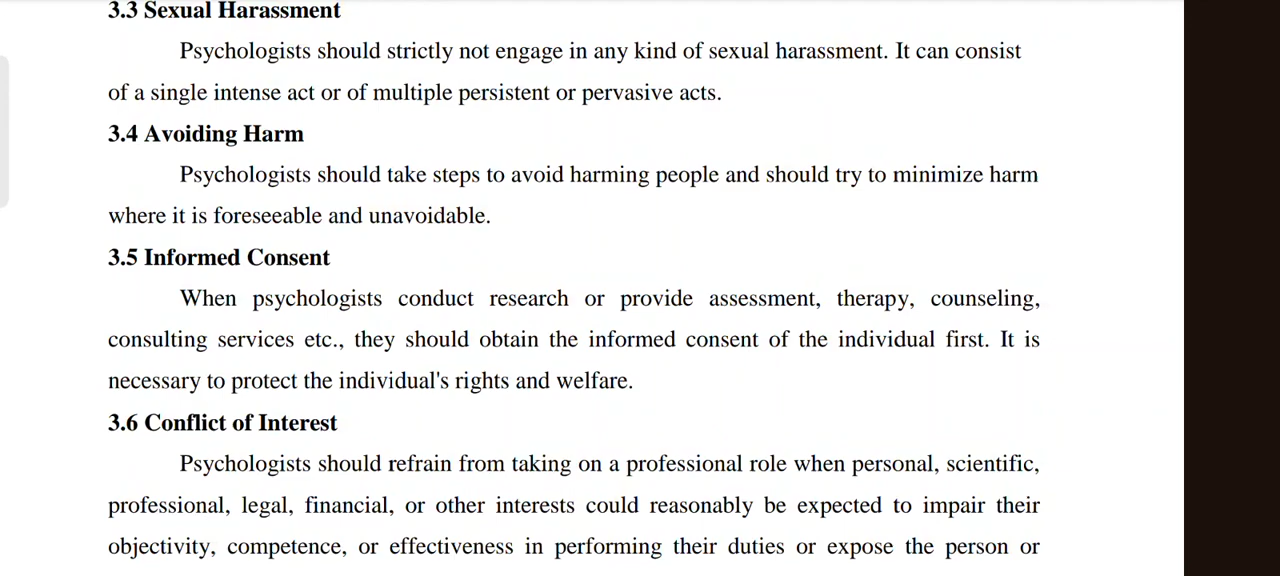 3.3 Sexual Harassment
Psychologists should strictly not engage in any kind of sexual harassment. It can consist
of a single intense act or of multiple persistent or pervasive acts.
3.4 Avoiding Harm
Psychologists should take steps to avoid harming people and should try to minimize harm
where it is foreseeable and unavoidable.
3.5 Informed Consent
When psychologists conduct research or provide assessment, therapy, counseling,
consulting services etc., they should obtain the informed consent of the individual first. It is
necessary to protect the individual's rights and welfare.
3.6 Conflict of Interest
Psychologists should refrain from taking on a professional role when personal, scientific,
professional, legal, financial, or other interests could reasonably be expected to impair their
objectivity, competence, or effectiveness in performing their duties or expose the person or